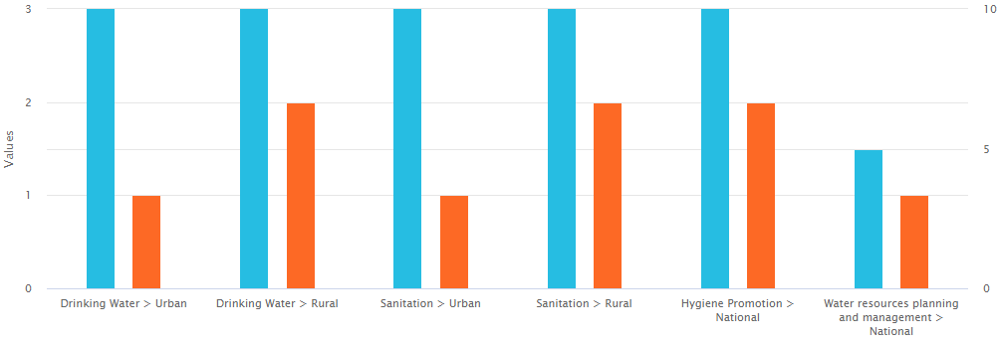 3
10
2
Values
5
1
0
0
Drinking Water > Urban
Drinking Water > Rural
Sanitation > Urban
Sanitation > Rural
Hygiene Promotion >
National
Water resources planning
and management >
National